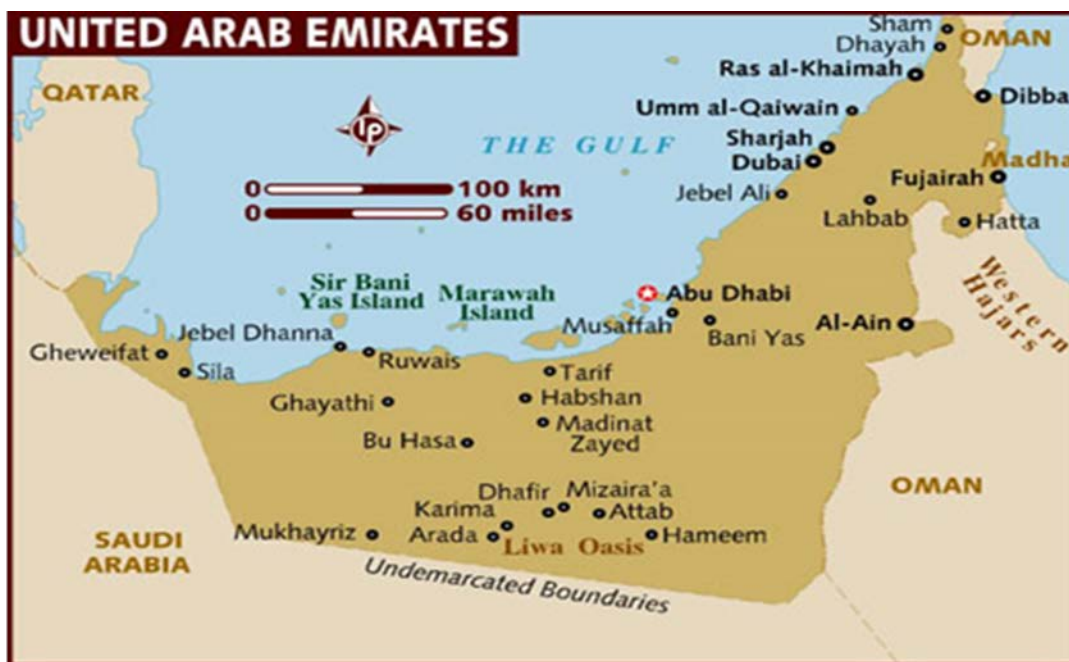 UNITED ARAB EMIRATES
Sham
OMAN
Dhayah
QATAR
Ras al-Khaimah
Dibba
Umm al-Qaiwain
lp
THE GULF
Sharjah
Dubai
Madha
Fujairah
0 100 km
0 60 miles
Jebel Ali
Lahbab
Hatta
Western
Hajars
Sir Bani
Yas Island
Marawah
Island
Abu Dhabi
Musaffah
Bani Yas
Al-Ain
Jebel Dhanna
Gheweifat
Ruwais
Sila
Tarif
Ghayathi
Habshan
Madinat
Zayed
Bu Hasa
OMAN
Dhafir
Mizaira'a
Karima
Attab
Mukhayriz
Arada
Hameem
Liwa Oasis
SAUDI
ARABIA
Undemarcated Boundaries